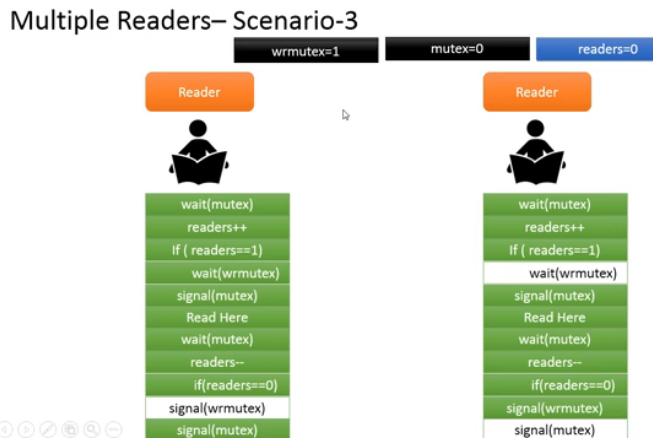 Multiple Readers– Scenario-3
wrmutex=1
mutex=0
readers=0
Reader
Reader
wait(mutex)
readers++
If ( readers==1)
wait(wrmutex)
signal(mutex)
Read Here
wait(mutex)
readers--
if(readers==0)
signal(wrmutex)
signal(mutex)
wait(mutex)
readers++
If ( readers==1)
wait(wrmutex)
signal(mutex)
Read Here
wait(mutex)
readers--
if(readers==0)
signal(wrmutex)
signal(mutex)